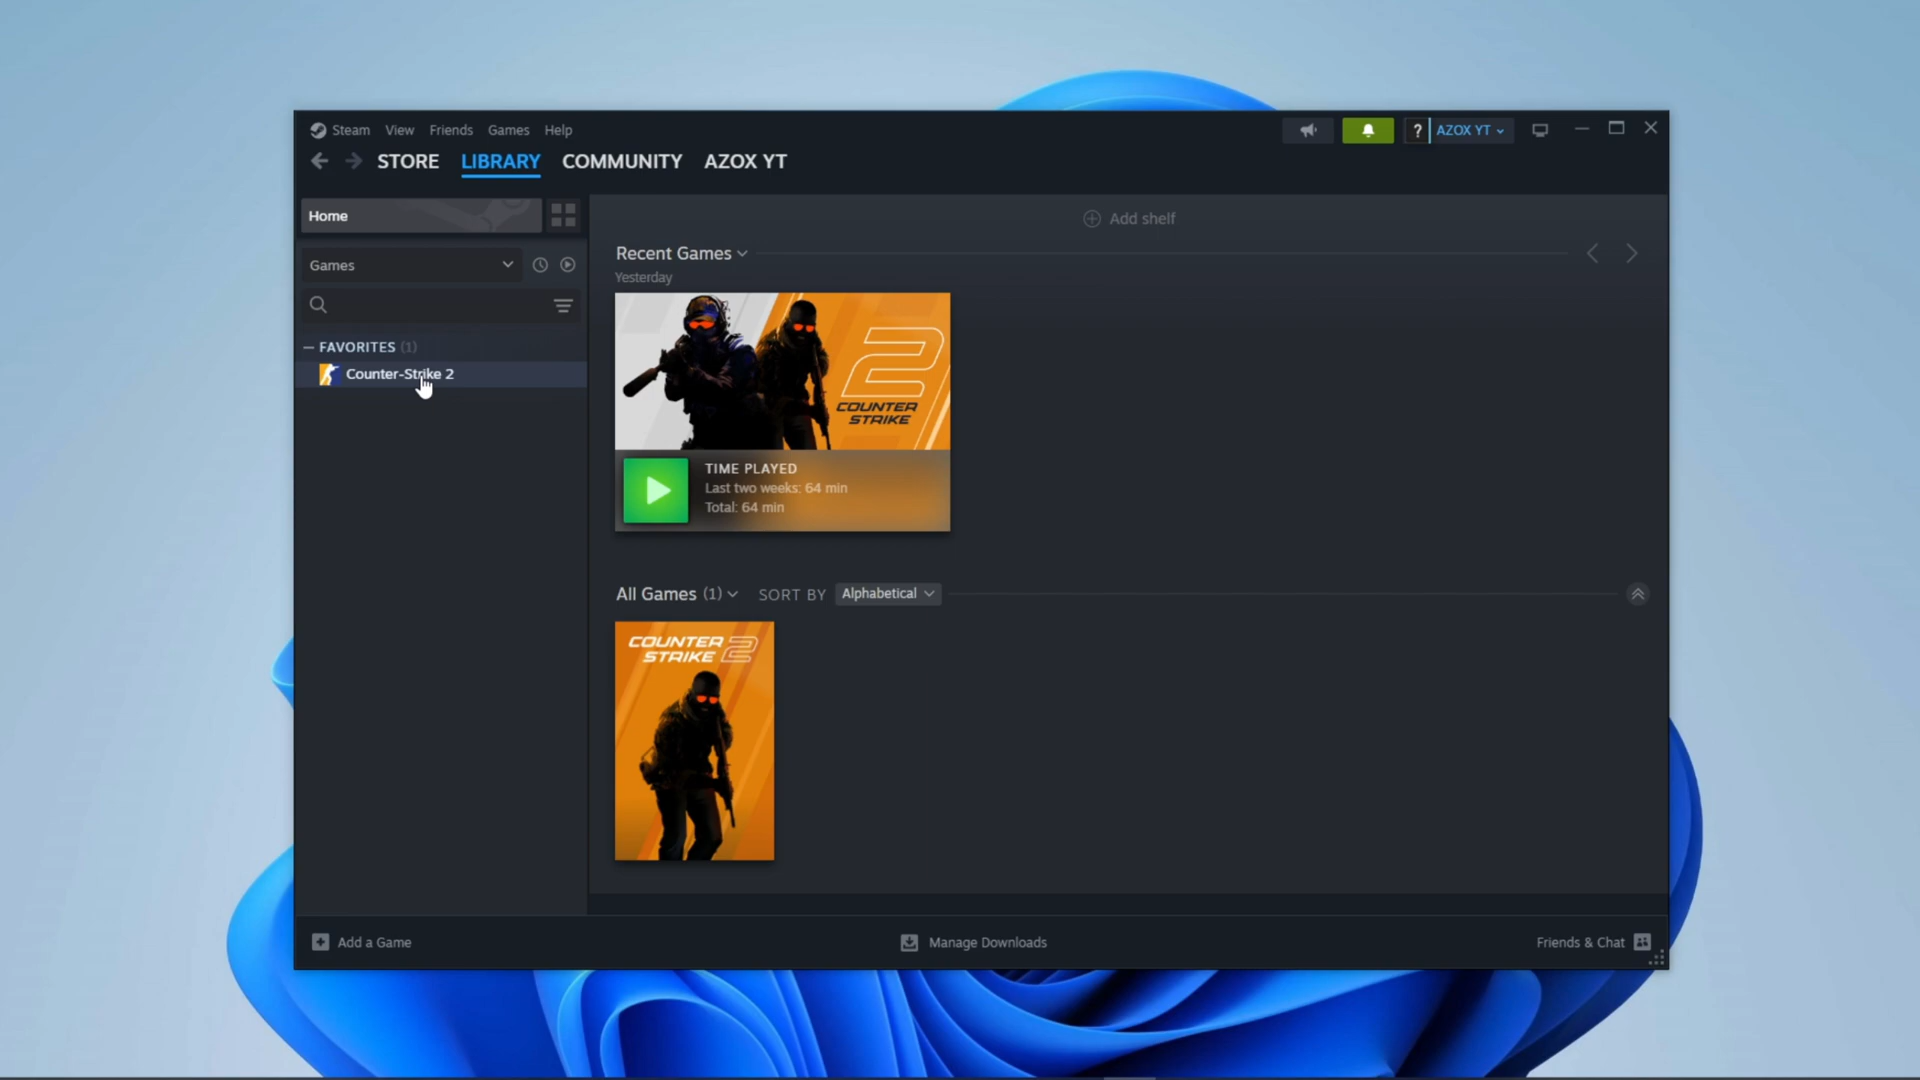 Steam View Friends Games Help
? AZOX YT
STORE LIBRARY COMMUNITY AZOX YT
Home
Games
FAVORITES (1)
Counter-Strike 2
Add shelf
Recent Games
Yesterday
2
COUNTER
STRIKE
TIME PLAYED
Last two weeks: 64 min
Total: 64 min
All Games (1) SORT BY Alphabetical
COUNTER 2
STRIKE
Add a Game
Manage Downloads
Friends & Chat